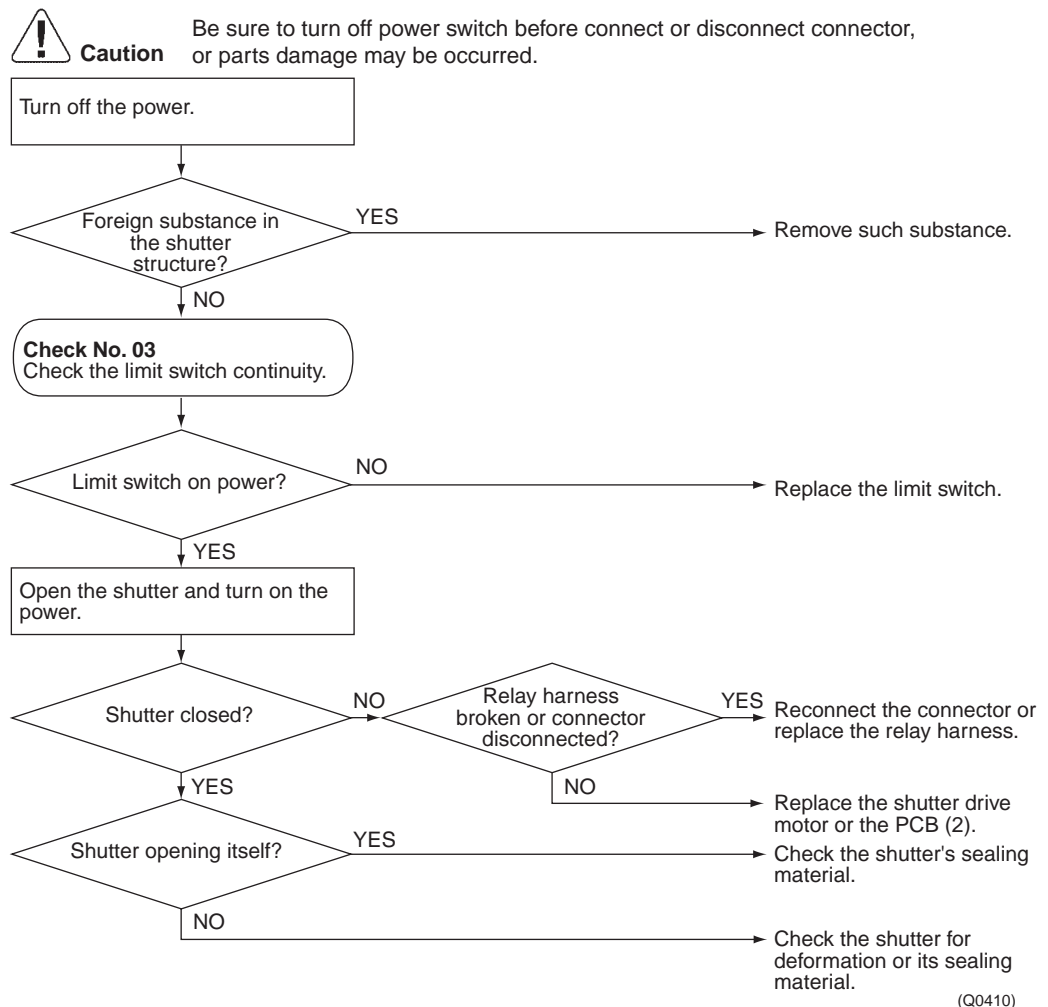 Caution
Be sure to turn off power switch before connect or disconnect connector,
or parts damage may be occurred.
Turn off the power.
Foreign substance in
the shutter
structure?
YES
Remove such substance.
NO
Check No. 03
Check the limit switch continuity.
Limit switch on power?
NO
Replace the limit switch.
YES
Open the shutter and turn on the
power.
Shutter closed?
NO
Relay harness
broken or connector
disconnected?
YES
Reconnect the connector or
replace the relay harness.
NO
Replace the shutter drive
motor or the PCB (2).
YES
Shutter opening itself?
YES
Check the shutter's sealing
material.
NO
Check the shutter for
deformation or its sealing
material.
(Q0410)